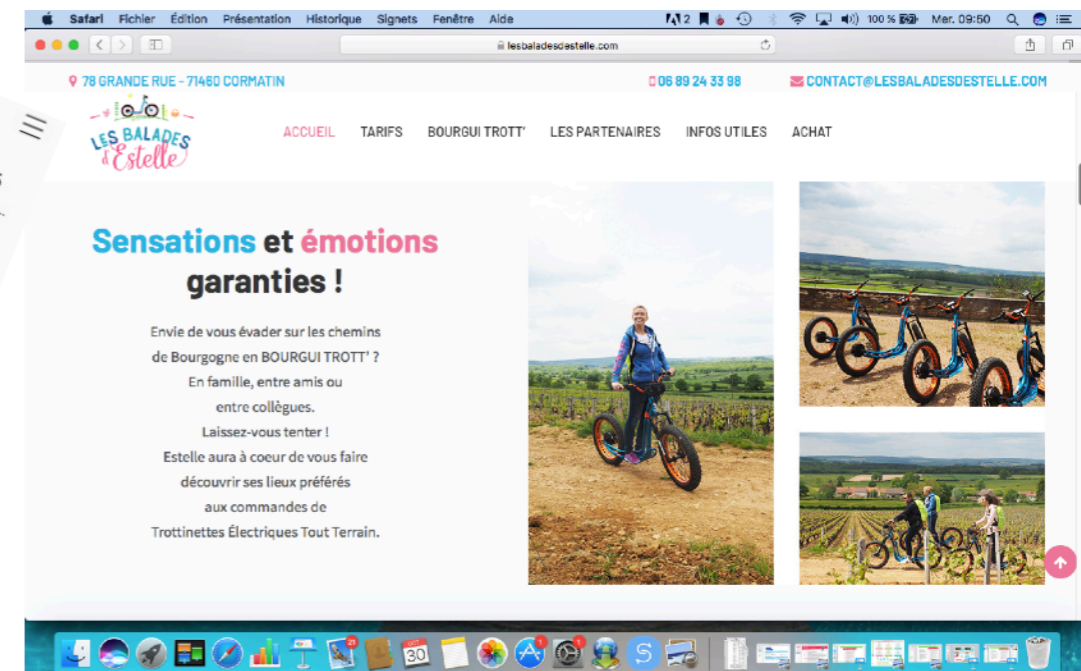 Safari Fichier Édition Présentation Historique Signets Fenêtre Aide 2 100 % Mer. 09:50
lesbaladesdestelle.com
78 GRANDE RUE - 71460 CORMATIN 06 89 24 33 98 CONTACT@LESBALADESDESTELLE.COM
LES BALADES
d'Estelle
ACCUEIL TARIFS BOURGUI TROTT' LES PARTENAIRES INFOS UTILES ACHAT
Sensations et émotions
garanties !
Envie de vous évader sur les chemins
de Bourgogne en BOURGUI TROTT' ?
En famille, entre amis ou
entre collègues.
Laissez-vous tenter !
Estelle aura à coeur de vous faire
découvrir ses lieux préférés
aux commandes de
Trottinettes Électriques Tout Terrain.
21
30
1
1
S